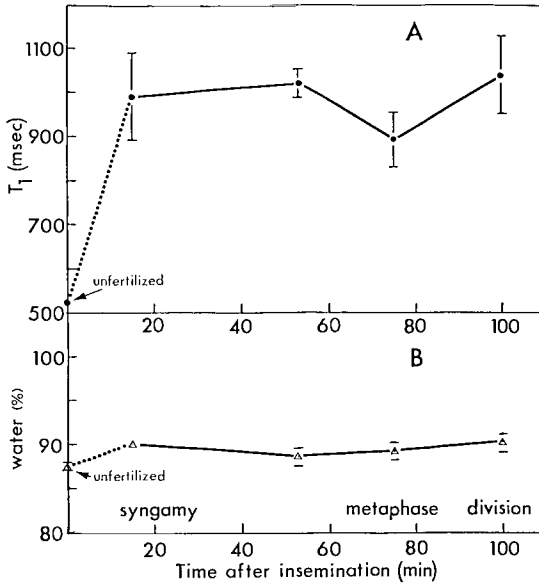 A
1100
900
700
500
T1 (msec)
unfertilized
20 40 60 80 100
B
100
90
80
water (%)
unfertilized
syngamy metaphase division
0 20 40 60 80 100
Time after insemination (min)